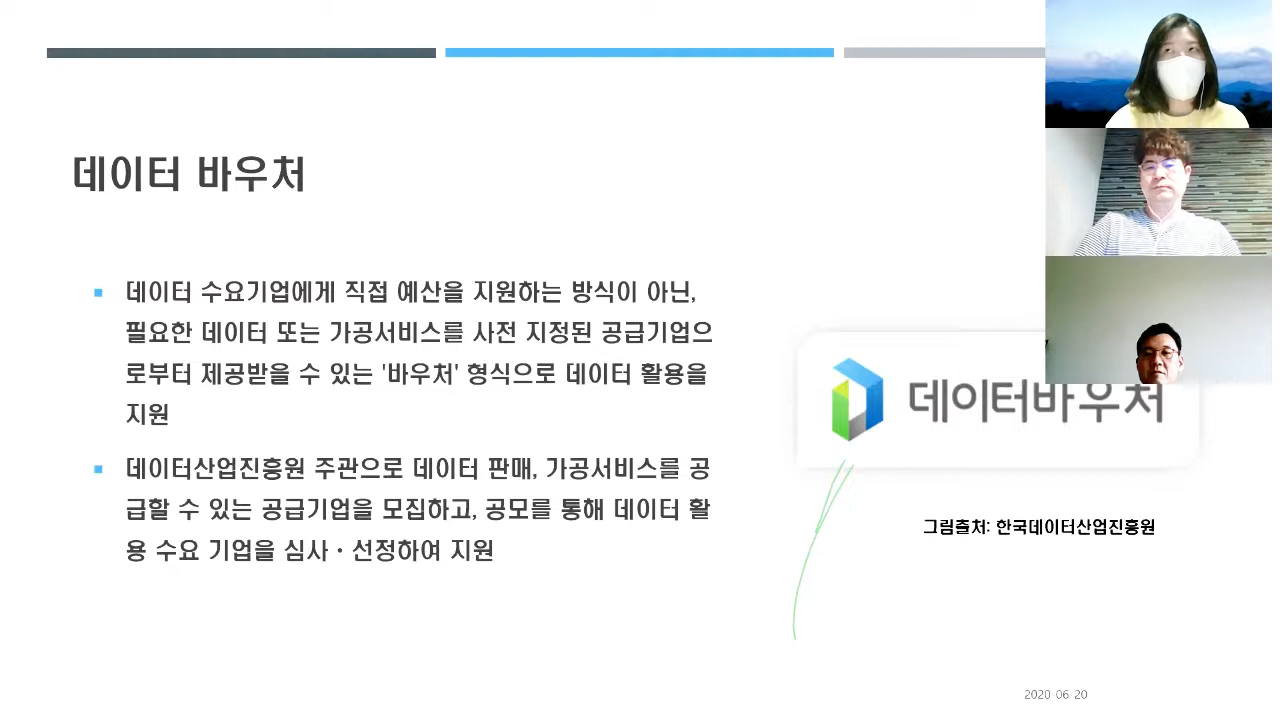 데이터 바우처
데이터 수요기업에게 직접 예산을 지원하는 방식이 아닌,
필요한 데이터 또는 가공서비스를 사전 지정된 공급기업으
로부터 제공받을 수 있는 '바우처' 형식으로 데이터 활용을
지원
데이터산업진흥원 주관으로 데이터 판매, 가공서비스를 공
급할 수 있는 공급기업을 모집하고, 공모를 통해 데이터 활
용 수요 기업을 심사·선정하여 지원
데이터바우처
그림출처: 한국데이터산업진흥원
2020-06-20